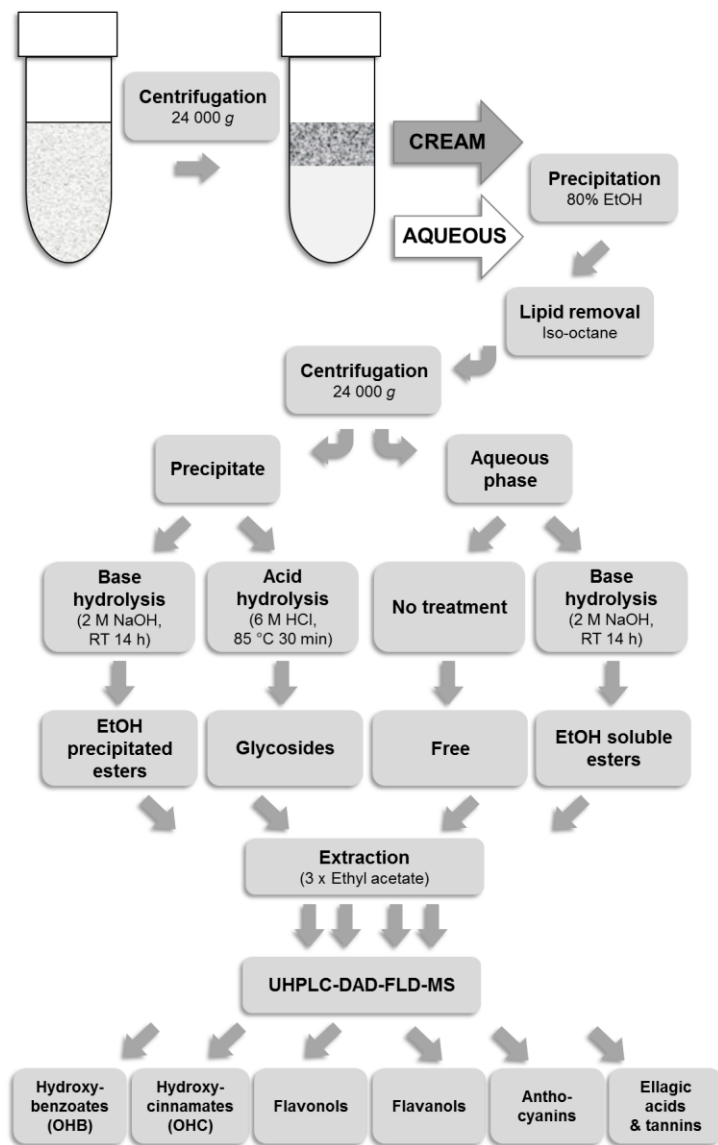 Centrifugation
24 000 g
CREAM
AQUEOUS
Precipitation
80% EtOH
Lipid removal
Iso-octane
Centrifugation
24 000 g
Precipitate
Aqueous
phase
Base
hydrolysis
(2 M NaOH,
RT 14 h)
Acid
hydrolysis
(6 M HCl,
85 °C 30 min)
No treatment
Base
hydrolysis
(2 M NaOH,
RT 14 h)
EtOH
precipitated
esters
Glycosides
Free
EtOH soluble
esters
Extraction
(3 x Ethyl acetate)
UHPLC-DAD-FLD-MS
Hydroxy-
benzoates
(OHB)
Hydroxy-
cinnamates
(OHC)
Flavonols
Flavanols
Antho-
cyanins
Ellagic
acids
& tannins